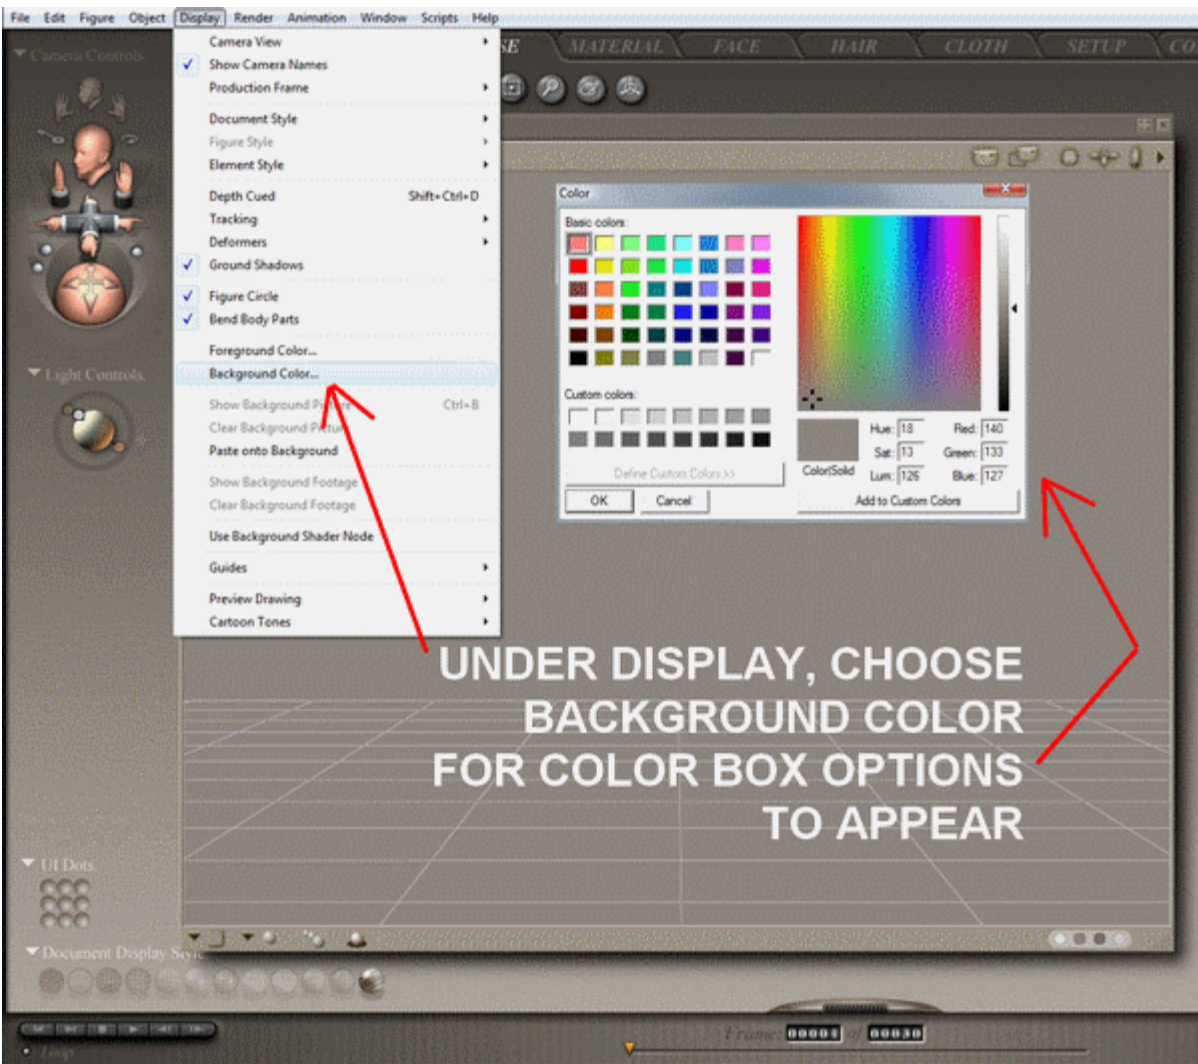 File Edit Figure Object Display Render Animation Window Scripts Help
Camera Controls
SE MATERIAL FACE HAIR CLOTH SETUP CO
Camera View
Show Camera Names
Production Frame
Document Style
Figure Style
Element Style
Depth Cued Shift+Ctrl+D
Tracking
Deformers
Ground Shadows
Figure Circle
Bend Body Parts
Foreground Color...
Background Color...
Show Background Picture Ctrl+B
Clear Background Picture
Paste onto Background
Show Background Footage
Clear Background Footage
Use Background Shader Node
Guides
Preview Drawing
Cartoon Tones
Light Controls.
Color
Basic colors:
Custom colors:
Define Custom Colors >>
OK Cancel
Color|Solid
Hue: 18 Red: 140
Sat: 13 Green: 133
Lum: 126 Blue: 127
Add to Custom Colors
UNDER DISPLAY, CHOOSE
BACKGROUND COLOR
FOR COLOR BOX OPTIONS
TO APPEAR
UI Dots.
Document Display Style
Frame: 00001 of 00030
Loop